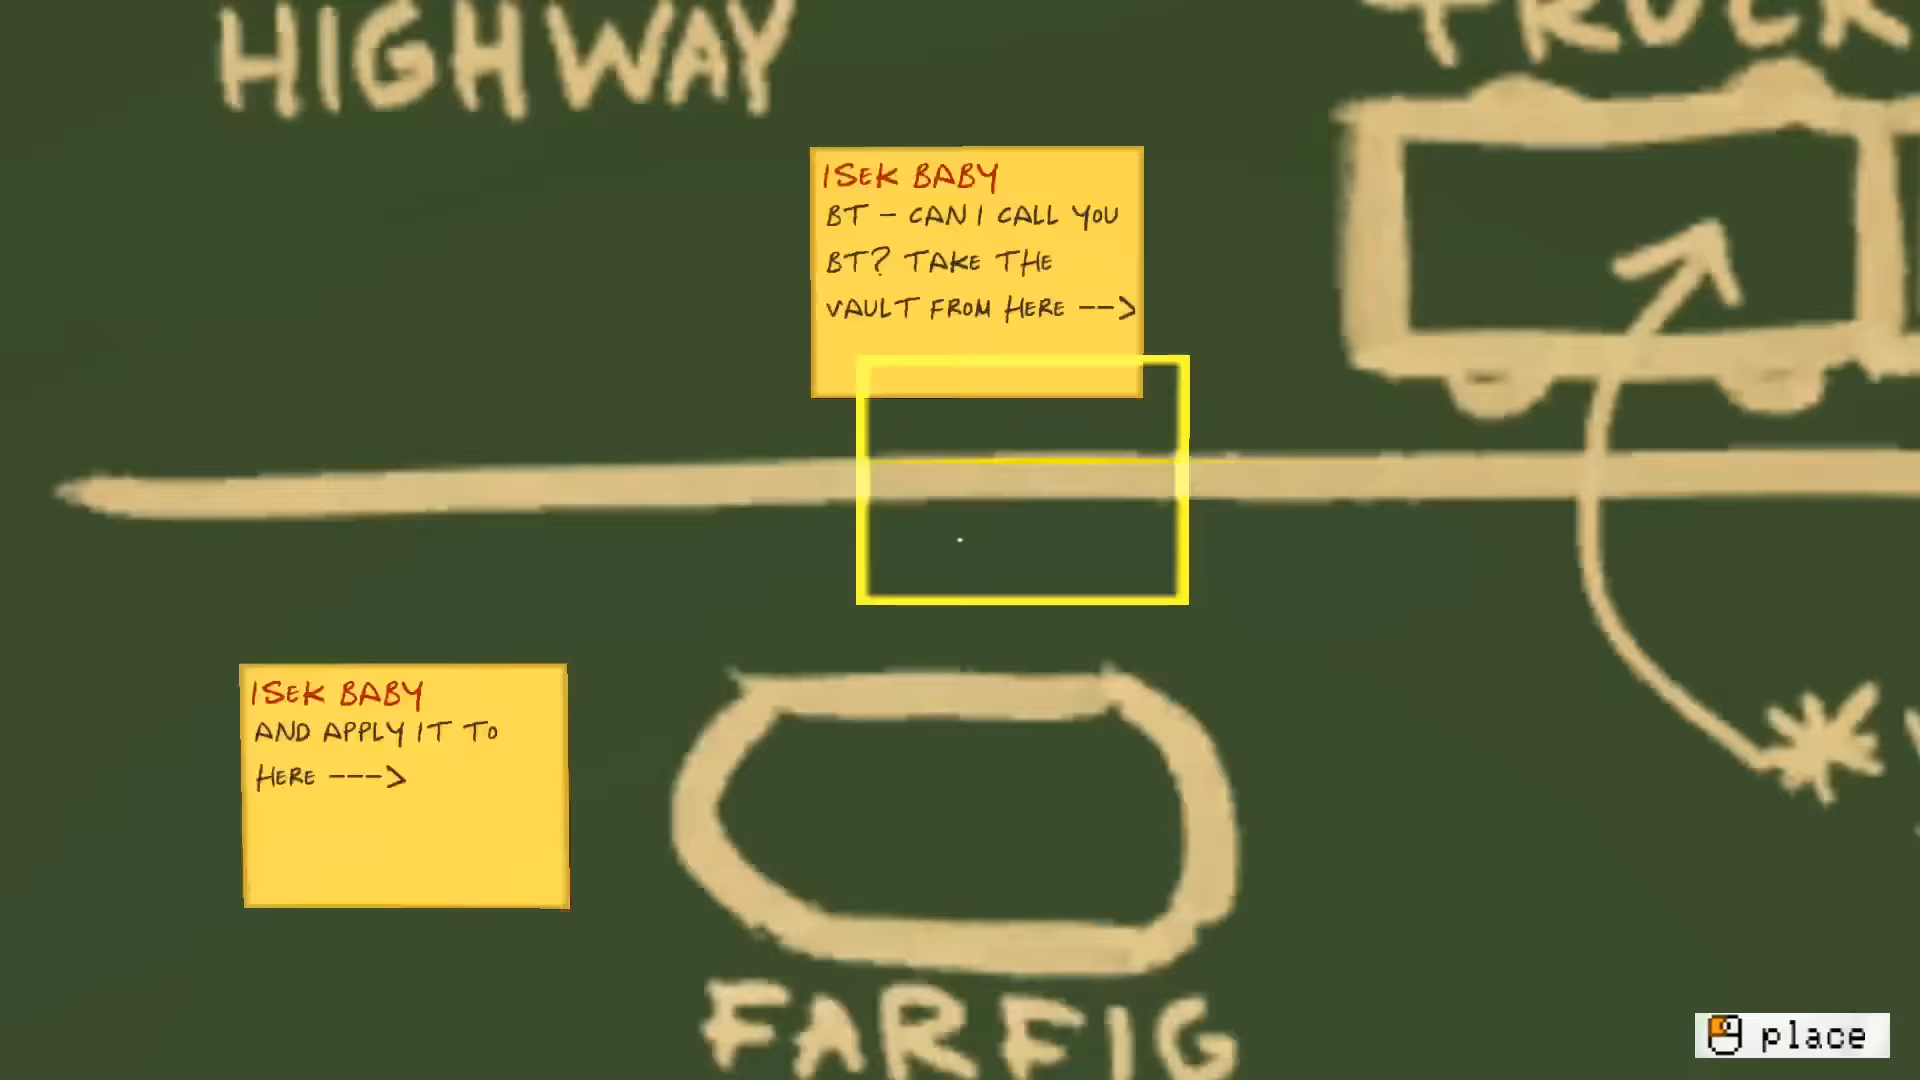 HIGHWAY
TRUCK
ISEK BABY
BT - CAN I CALL YOU
BT? TAKE THE
VAULT FROM HERE -->
ISEK BABY
AND APPLY IT TO
HERE --->
FARFIG
place